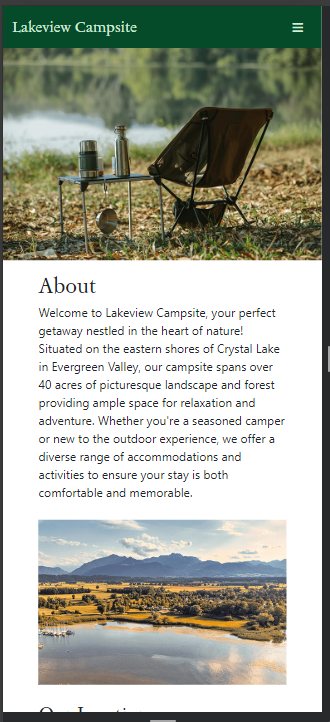 Lakeview Campsite
About
Welcome to Lakeview Campsite, your perfect
getaway nestled in the heart of nature!
Situated on the eastern shores of Crystal Lake
in Evergreen Valley, our campsite spans over
40 acres of picturesque landscape and forest
providing ample space for relaxation and
adventure. Whether you're a seasoned camper
or new to the outdoor experience, we offer a
diverse range of accommodations and
activities to ensure your stay is both
comfortable and memorable.